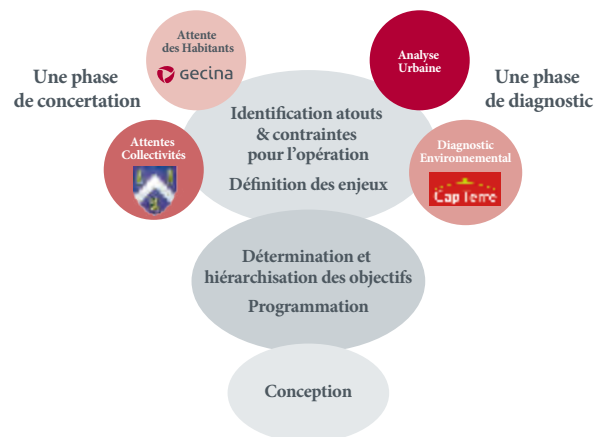 Une phase
de concertation
Attente
des Habitants
gecina
Attentes
Collectivités
Analyse
Urbaine
Une phase
de diagnostic
Diagnostic
Environnemental
Cap Terre
Identification atouts
& contraintes
pour l'opération
Définition des enjeux
Détermination et
hiérarchisation des objectifs
Programmation
Conception